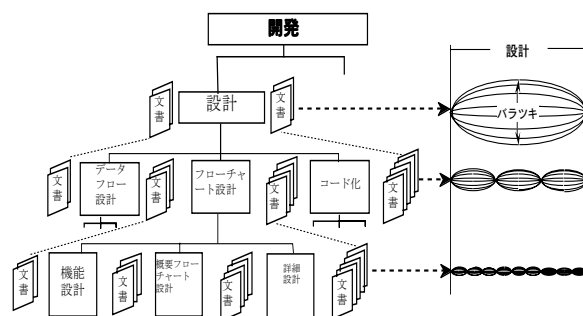 開発
設計
文書
設計
文書
バラツキ
文書
データ
フロー
設計
文書
フローチャ
ート設計
文書
コード化
文書
文書
機能
設計
文書
概要フロー
チャート
設計
文書
詳細
設計
文書